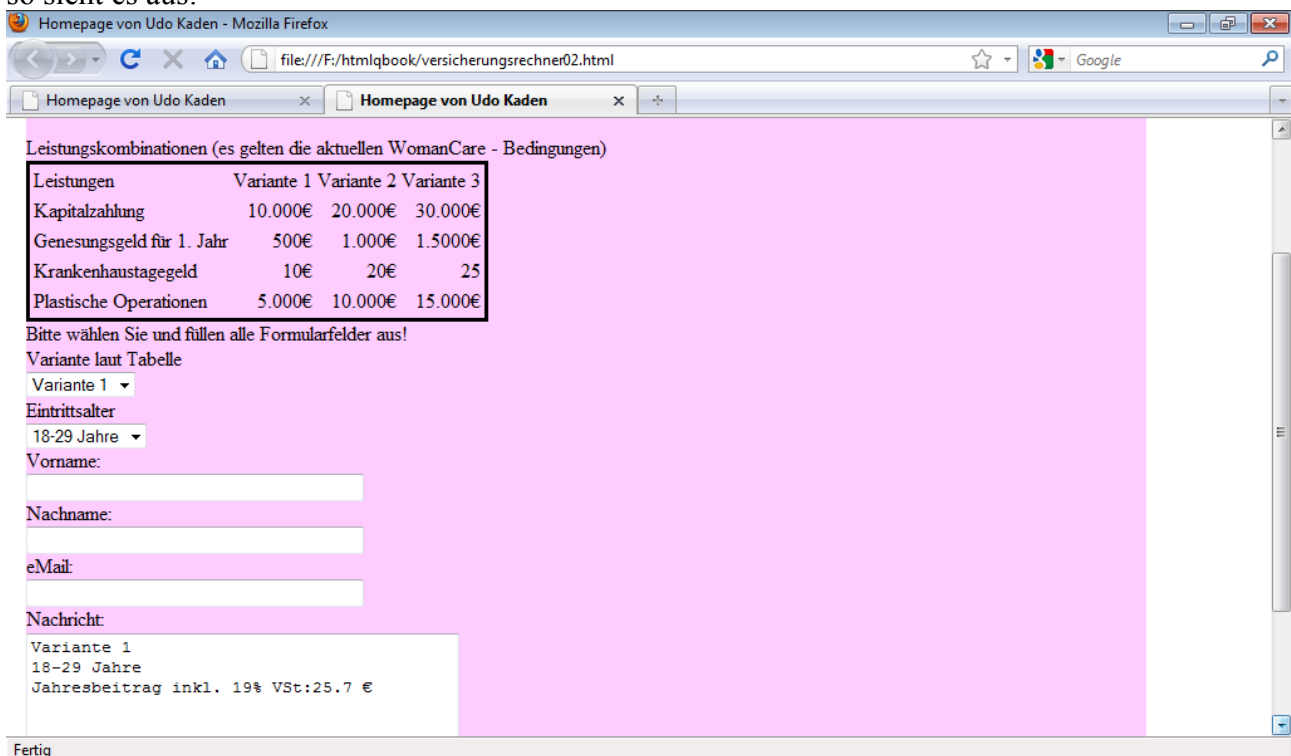 so sieht es aus:
Homepage von Udo Kaden - Mozilla Firefox
file:///F:/htmlqbook/versicherungsrechner02.html
Google
Homepage von Udo Kaden
Homepage von Udo Kaden
Leistungskombinationen (es gelten die aktuellen WomanCare - Bedingungen)
Leistungen Variante 1 Variante 2 Variante 3
Kapitalzahlung 10.000€ 20.000€ 30.000€
Genesungsgeld für 1. Jahr 500€ 1.000€ 1.5000€
Krankenhaustagegeld 10€ 20€ 25
Plastische Operationen 5.000€ 10.000€ 15.000€
Bitte wählen Sie und füllen alle Formularfelder aus!
Variante laut Tabelle
Variante 1
Eintrittsalter
18-29 Jahre
Vorname:
Nachname:
eMail:
Nachricht:
Variante 1
18-29 Jahre
Jahresbeitrag inkl. 19% VSt:25.7 €
Fertig